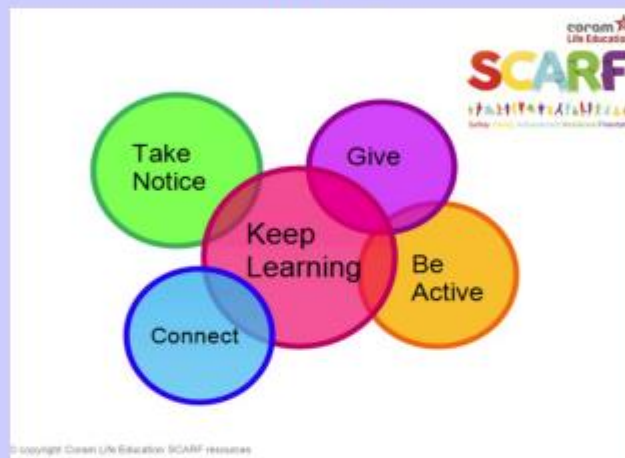 coram
Life Education
SCARF
Take
Notice
Give
Keep
Learning
Be
Active
Connect
© copyright Coram Life Education SCARF resources